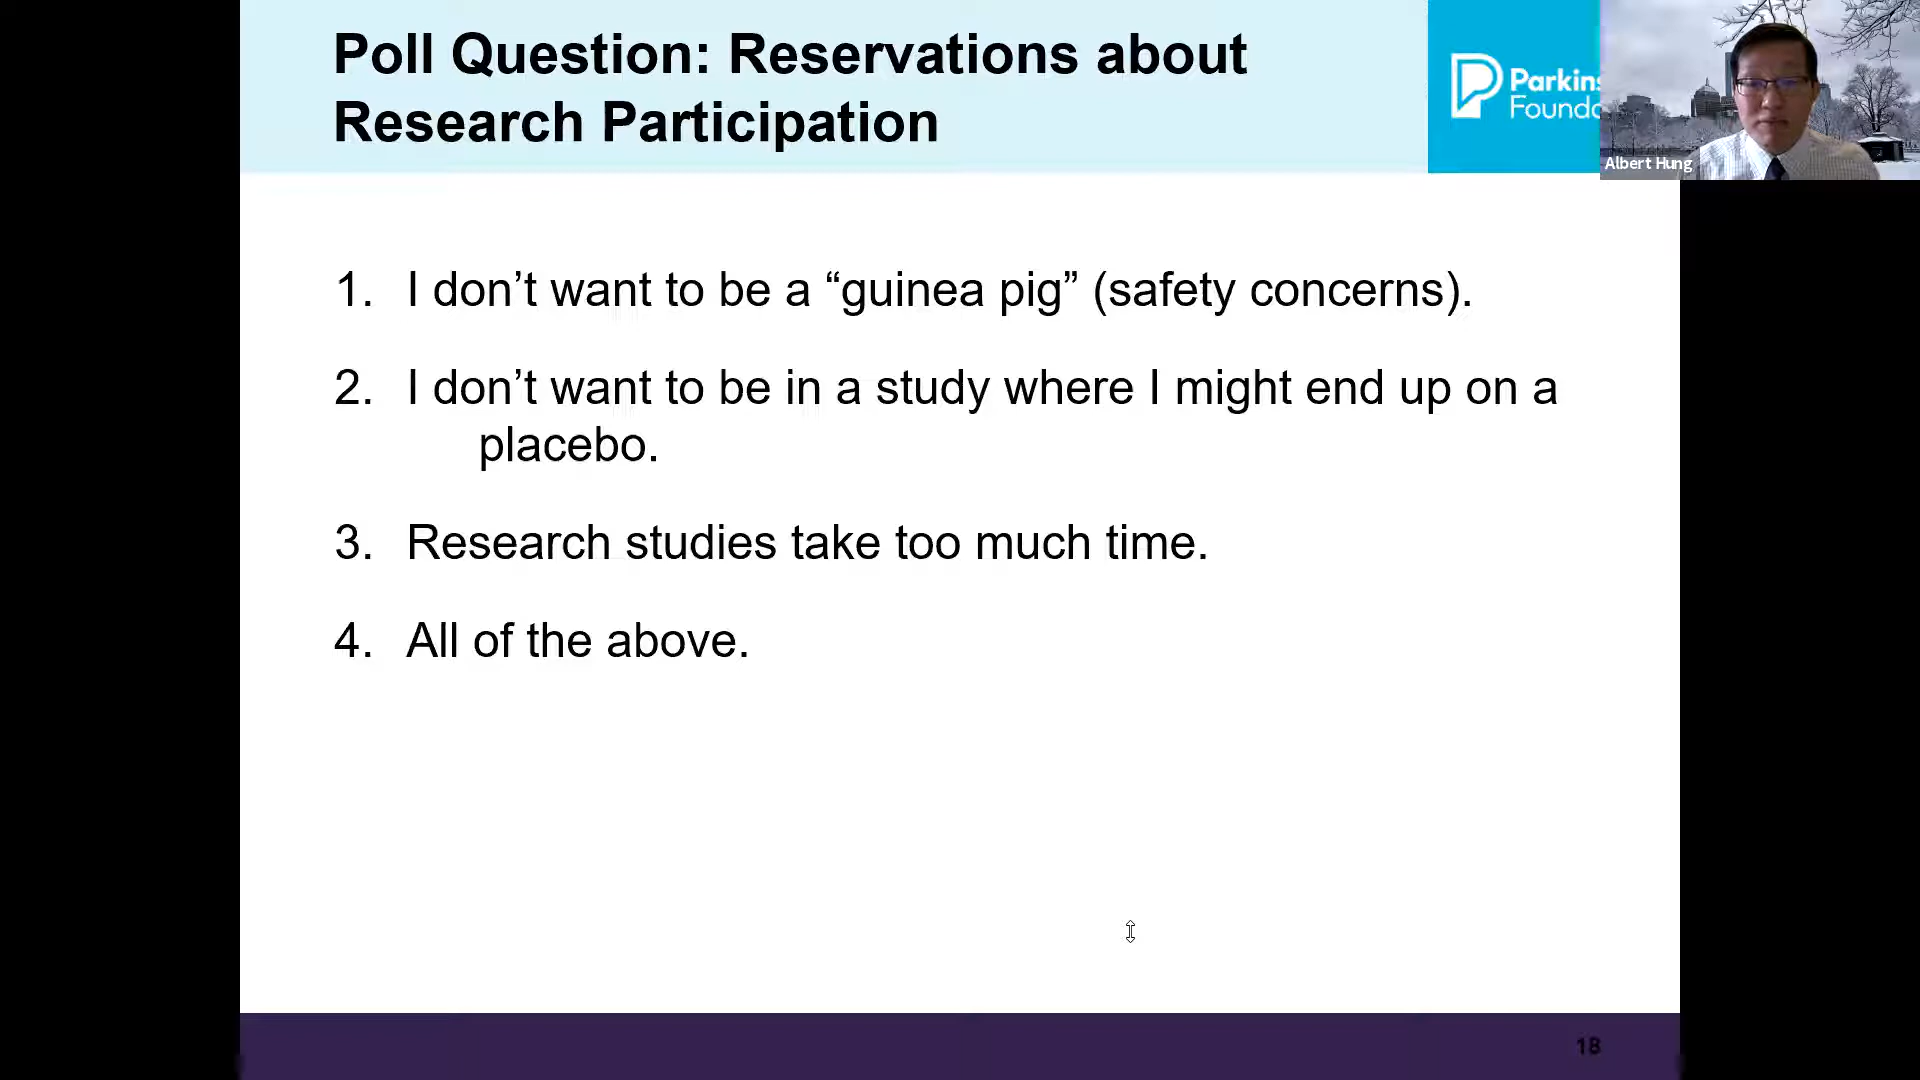 Poll Question: Reservations about
Research Participation
Parkins
Founda
Albert Hung
1. I don’t want to be a “guinea pig” (safety concerns).
2. I don’t want to be in a study where I might end up on a
placebo.
3. Research studies take too much time.
4. All of the above.
18